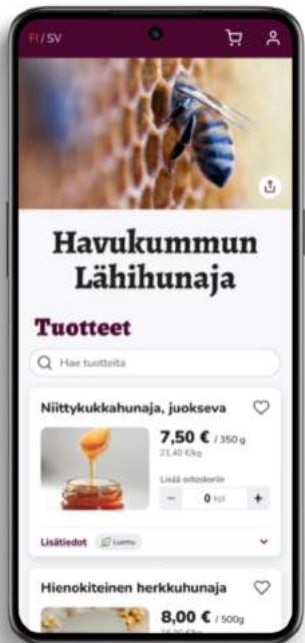 FI / SV
Havukummun
Lähihunaja
Tuotteet
Hae tuotteita
Niittykukkahunaja, juokseva
7,50 € / 350 g
21,40 €/kg
Lisää ostoskoriin
– 0 kpl +
Lisätiedot Luomu
Hienokiteinen herkkuhunaja
8,00 € / 500g